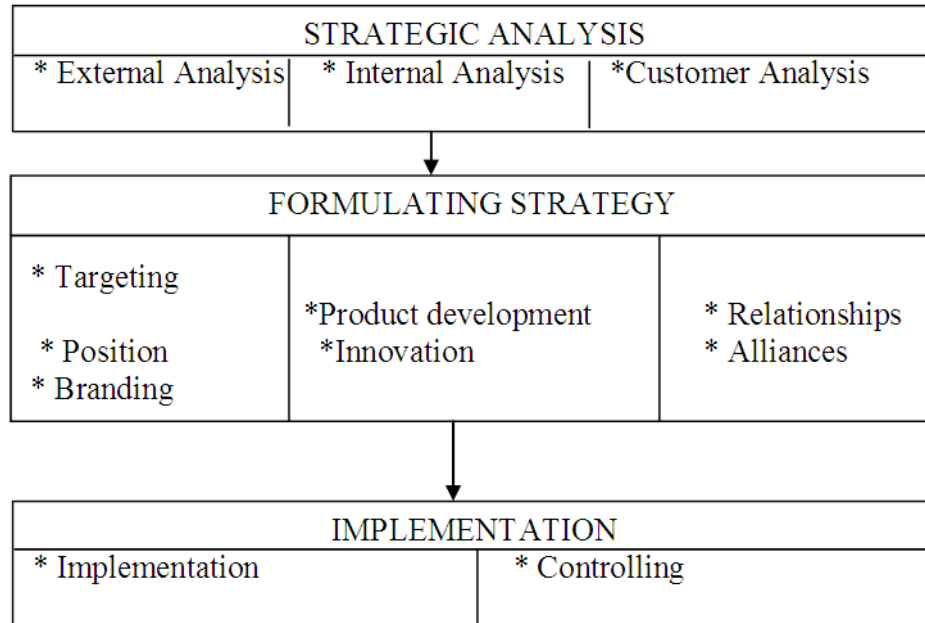 STRATEGIC ANALYSIS
* External Analysis
* Internal Analysis
*Customer Analysis
FORMULATING STRATEGY
* Targeting
* Position
* Branding
*Product development
*Innovation
* Relationships
* Alliances
IMPLEMENTATION
* Implementation
* Controlling